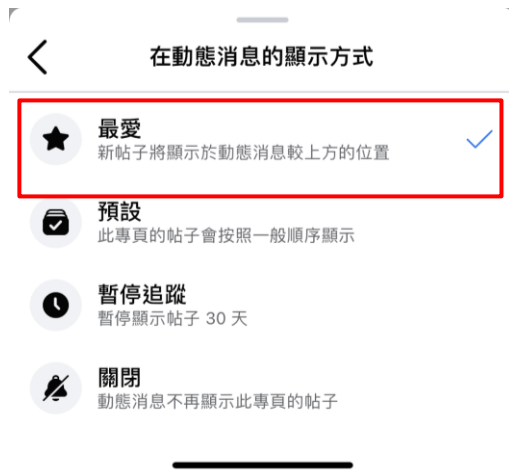 在動態消息的顯示方式
最愛
新帖子將顯示於動態消息較上方的位置
預設
此專頁的帖子會按照一般順序顯示
暫停追蹤
暫停顯示帖子 30 天
關閉
動態消息不再顯示此專頁的帖子